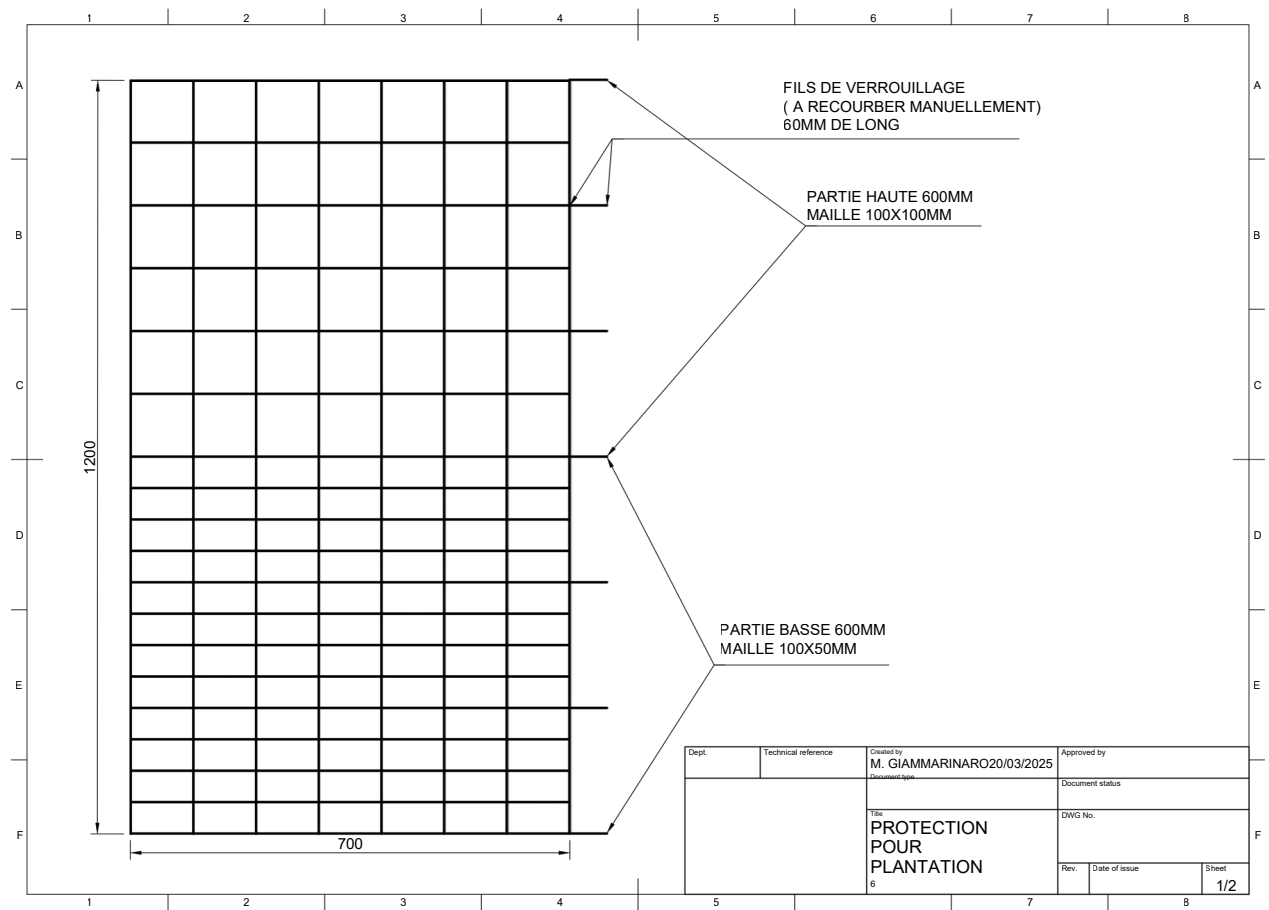 1 2 3 4 5 6 7 8
A A
FILS DE VERROUILLAGE
( A RECOURBER MANUELLEMENT)
60MM DE LONG
PARTIE HAUTE 600MM
MAILLE 100X100MM
B B
C C
1200
D D
PARTIE BASSE 600MM
MAILLE 100X50MM
E E
Dept.
Technical reference
Created by
M. GIAMMARINARO20/03/2025
Approved by
Document type
Document status
Title
PROTECTION
POUR
PLANTATION
6
DWG No.
F F
700
Rev.
Date of issue
Sheet
1/2
1 2 3 4 5 6 7 8